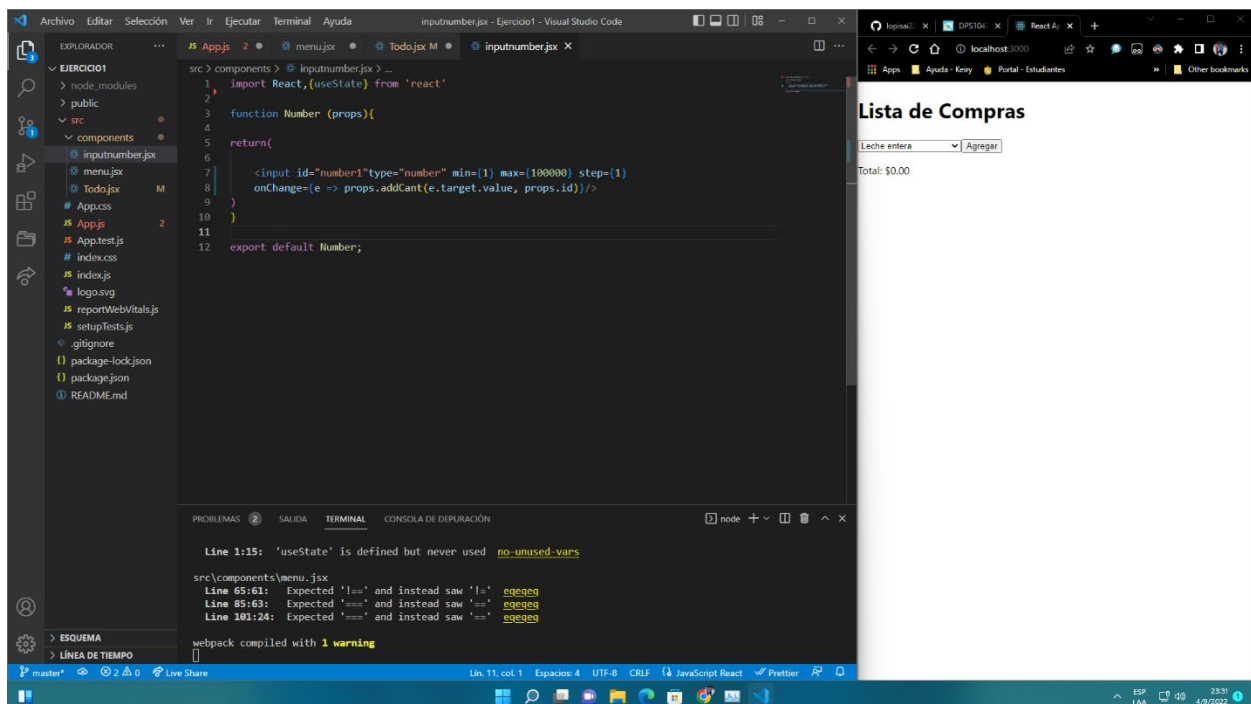 Archivo Editar Selección Ver Ir Ejecutar Terminal Ayuda
inputnumber.jsx - Ejercicio1 - Visual Studio Code
EXPLORADOR
EJERCICIO1
node_modules
public
src
components
inputnumber.jsx
menu.jsx
Todo.jsx M
App.css
App.js 2
App.test.js
index.css
index.js
logo.svg
reportWebVitals.js
setupTests.js
.gitignore
package-lock.json
package.json
README.md
ESQUEMA
LÍNEA DE TIEMPO
App.js 2 menu.jsx Todo.jsx M inputnumber.jsx
src > components > inputnumber.jsx > ...
1 import React,{useState} from 'react'
2
3 function Number (props){
4
5 return(
6
7 <input id="number1"type="number" min={1} max={100000} step={1}
8 onChange={e => props.addCant(e.target.value, props.id)}/>
9 )
10 }
11
12 export default Number;
PROBLEMAS 2 SALIDA TERMINAL CONSOLA DE DEPURACIÓN
node
Line 1:15: 'useState' is defined but never used no-unused-vars
src\components\menu.jsx
Line 65:61: Expected '!==' and instead saw '!=' eqeqeq
Line 85:63: Expected '===' and instead saw '==' eqeqeq
Line 101:24: Expected '===' and instead saw '==' eqeqeq
webpack compiled with 1 warning
master* 2 0 Live Share
Lín. 11, col. 1 Espacios: 4 UTF-8 CRLF JavaScript React Prettier
DPS104 React Ap
localhost:3000
Apps Ayuda - Keiry Portal - Estudiantes » Other bookmarks
Lista de Compras
Leche entera Agregar
Total: $0.00
ESP
LAA
23:31
4/9/2022